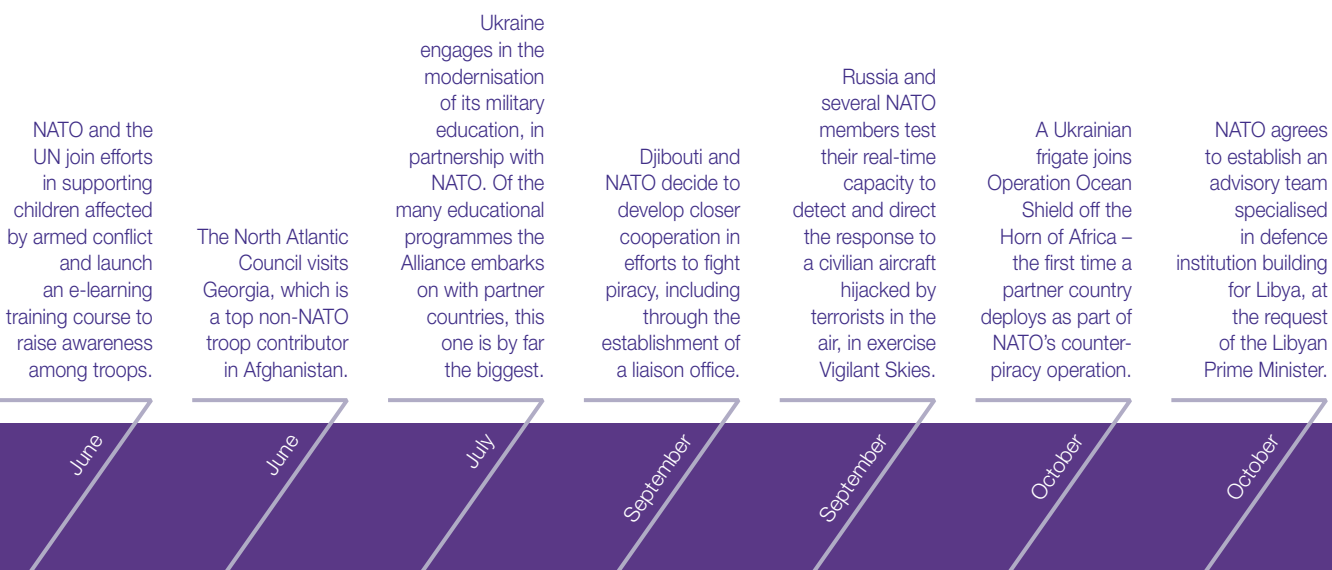 NATO and the
UN join efforts
in supporting
children affected
by armed conflict
and launch
an e-learning
training course to
raise awareness
among troops.
June
The North Atlantic
Council visits
Georgia, which is
a top non-NATO
troop contributor
in Afghanistan.
June
Ukraine
engages in the
modernisation
of its military
education, in
partnership with
NATO. Of the
many educational
programmes the
Alliance embarks
on with partner
countries, this
one is by far
the biggest.
July
Djibouti and
NATO decide to
develop closer
cooperation in
efforts to fight
piracy, including
through the
establishment of
a liaison office.
September
Russia and
several NATO
members test
their real-time
capacity to
detect and direct
the response to
a civilian aircraft
hijacked by
terrorists in the
air, in exercise
Vigilant Skies.
September
A Ukrainian
frigate joins
Operation Ocean
Shield off the
Horn of Africa –
the first time a
partner country
deploys as part of
NATO's counter-
piracy operation.
October
NATO agrees
to establish an
advisory team
specialised
in defence
institution building
for Libya, at
the request
of the Libyan
Prime Minister.
October